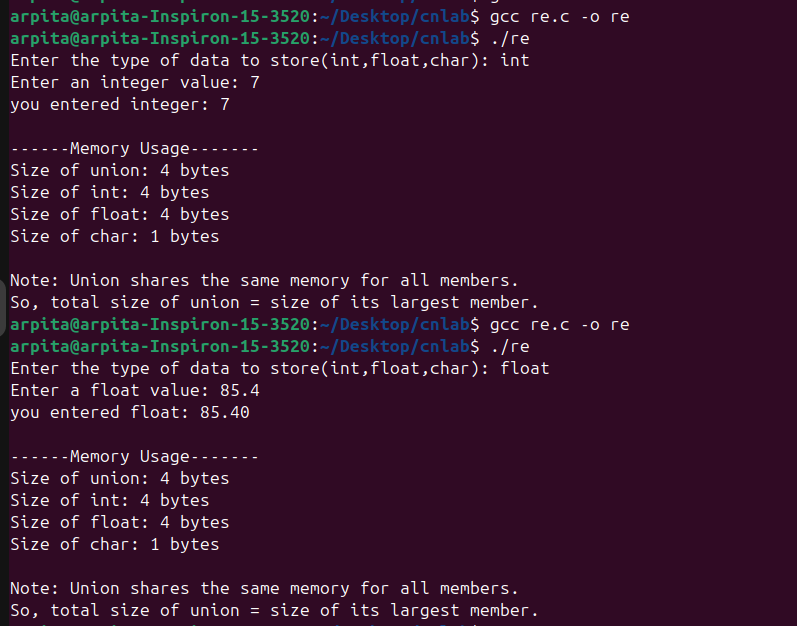 arpita@arpita-Inspiron-15-3520:~/Desktop/cnlab$ gcc re.c -o re
arpita@arpita-Inspiron-15-3520:~/Desktop/cnlab$ ./re
Enter the type of data to store(int,float,char): int
Enter an integer value: 7
you entered integer: 7

------Memory Usage-------
Size of union: 4 bytes
Size of int: 4 bytes
Size of float: 4 bytes
Size of char: 1 bytes

Note: Union shares the same memory for all members.
So, total size of union = size of its largest member.
arpita@arpita-Inspiron-15-3520:~/Desktop/cnlab$ gcc re.c -o re
arpita@arpita-Inspiron-15-3520:~/Desktop/cnlab$ ./re
Enter the type of data to store(int,float,char): float
Enter a float value: 85.4
you entered float: 85.40

------Memory Usage-------
Size of union: 4 bytes
Size of int: 4 bytes
Size of float: 4 bytes
Size of char: 1 bytes

Note: Union shares the same memory for all members.
So, total size of union = size of its largest member.